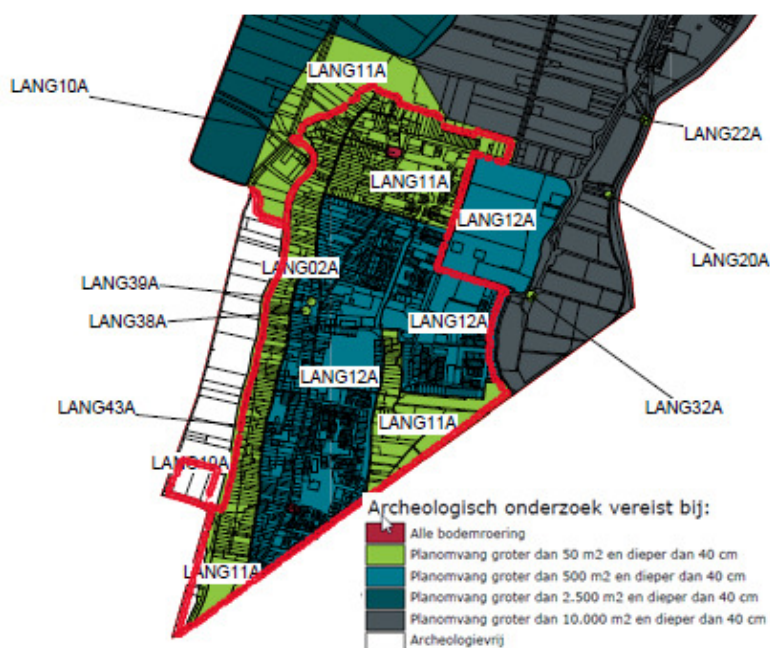 LANG11A
LANG10A
LANG22A
LANG11A
LANG12A
LANG02A
LANG20A
LANG39A
LANG38A
LANG12A
LANG12A
LANG43A
LANG11A
LANG32A
LANG19A
LANG11A
Archeologisch onderzoek vereist bij:
Alle bodemroering
Planomvang groter dan 50 m2 en dieper dan 40 cm
Planomvang groter dan 500 m2 en dieper dan 40 cm
Planomvang groter dan 2.500 m2 en dieper dan 40 cm
Planomvang groter dan 10.000 m2 en dieper dan 40 cm
Archeologievrij